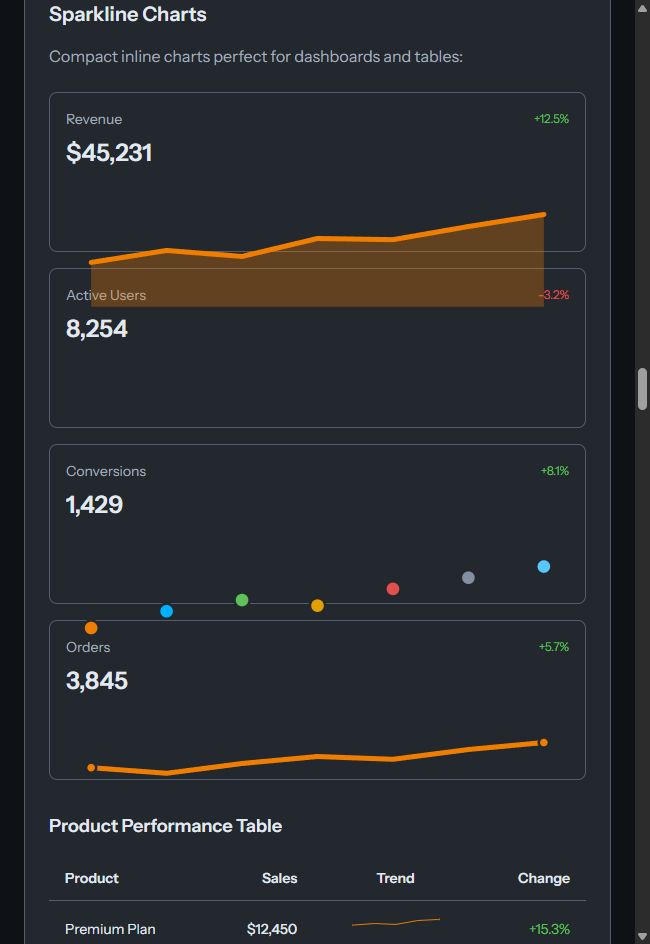 Sparkline Charts
Compact inline charts perfect for dashboards and tables:
Revenue +12.5%
$45,231
Active Users -3.2%
8,254
Conversions +8.1%
1,429
Orders +5.7%
3,845
Product Performance Table
Product Sales Trend Change
Premium Plan $12,450 +15.3%